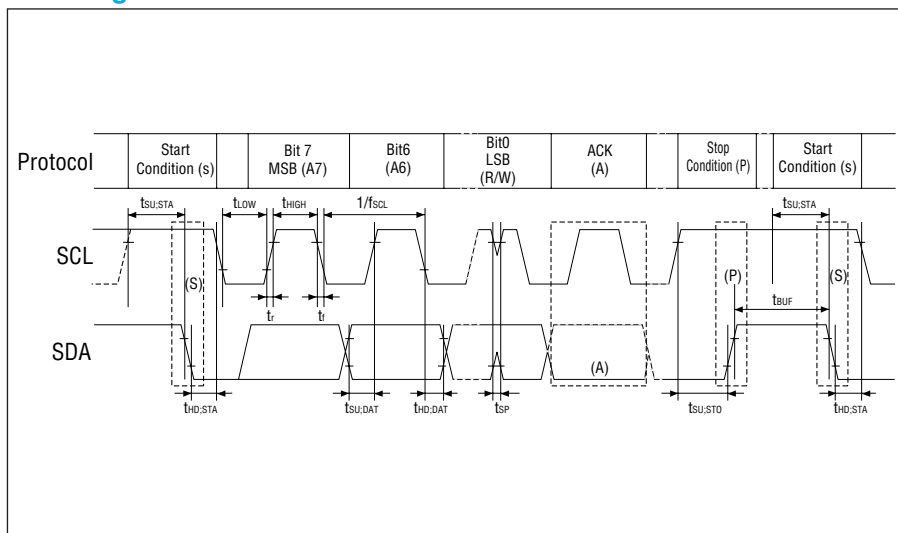 Protocol
Start
Condition (s)
Bit 7
MSB (A7)
Bit6
(A6)
Bit0
LSB
(R/W)
ACK
(A)
Stop
Condition (P)
Start
Condition (s)
tSU;STA
tLOW
tHIGH
1/fSCL
tSU;STA
SCL
(S)
(P)
(S)
tBUF
tr
tf
SDA
(A)
tHD;STA
tSU;DAT
tHD;DAT
tSP
tSU;STO
tHD;STA